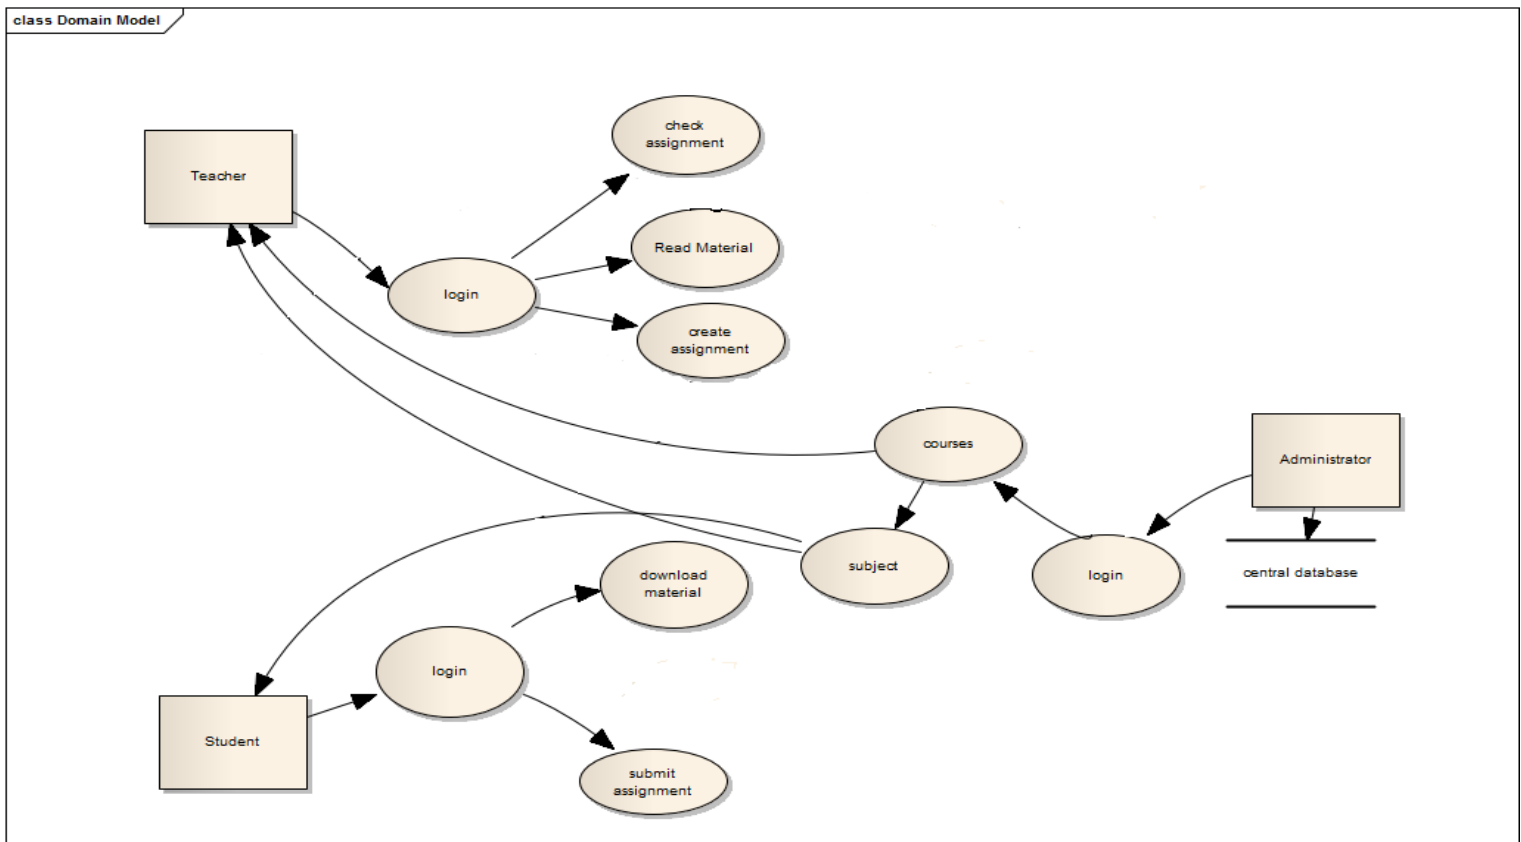 class Domain Model
check
assignment
Teacher
Read Material
login
create
assignment
courses
Administrator
subject
central database
login
download
material
login
Student
submit
assignment